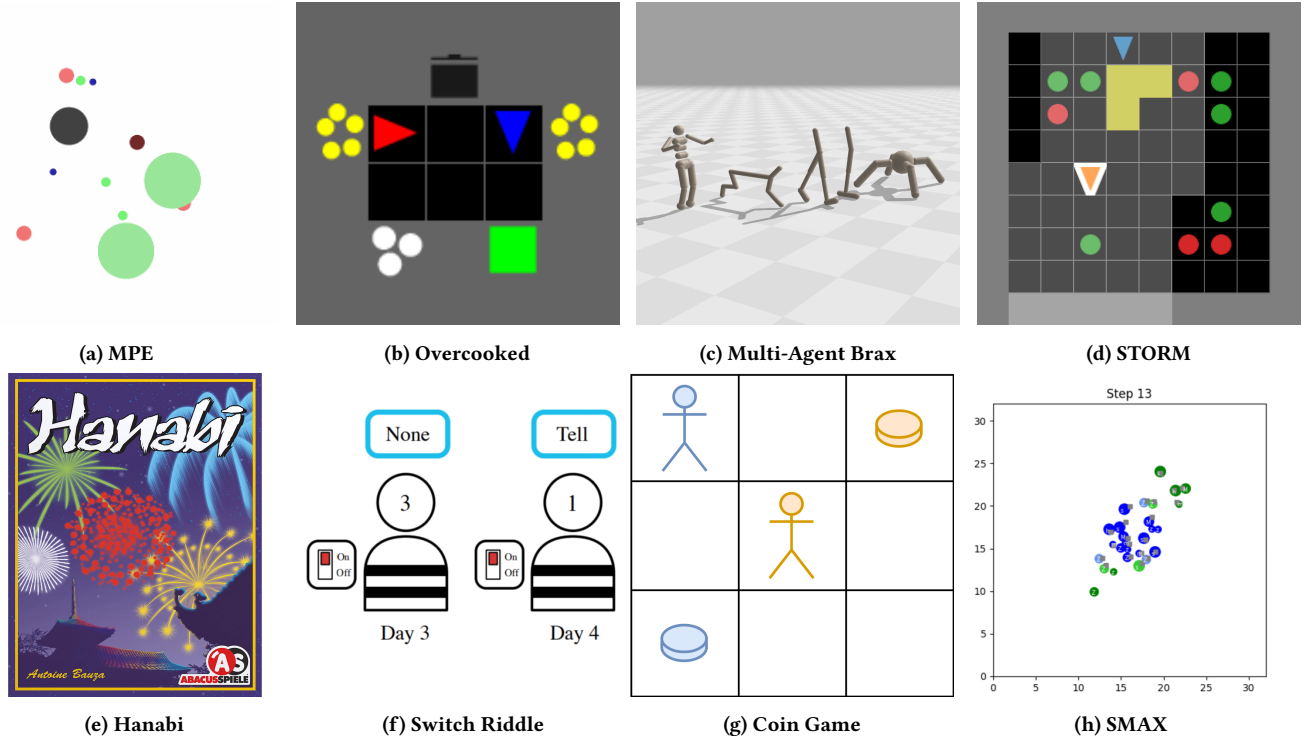 (a) MPE
(b) Overcooked
(c) Multi-Agent Brax
(d) STORM
Hanabi
Antoine Bauza
AS
ABACUSSPIELE
(e) Hanabi
None
Tell
3
1
On
Off
On
Off
Day 3
Day 4
(f) Switch Riddle
(g) Coin Game
Step 13
30
25
20
15
10
5
0
0 5 10 15 20 25 30
(h) SMAX